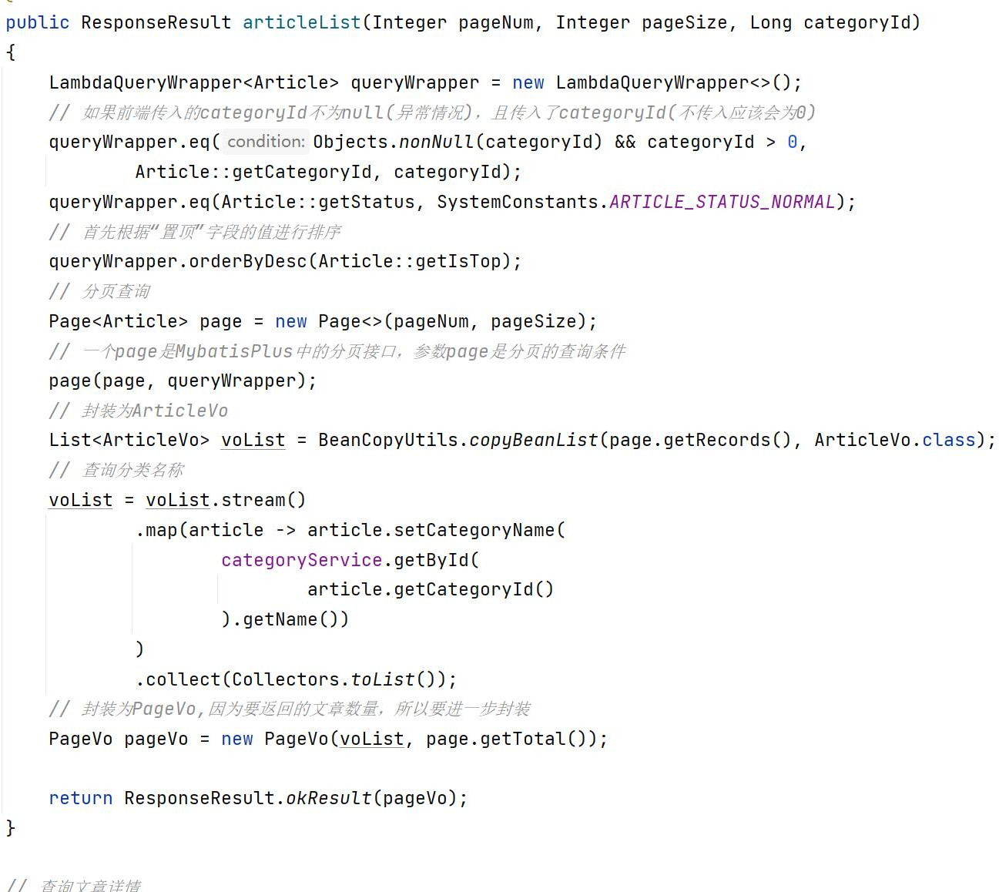 {
public ResponseResult articleList(Integer pageNum, Integer pageSize, Long categoryId)
{
LambdaQueryWrapper<Article> queryWrapper = new LambdaQueryWrapper<>();
// 如果前端传入的categoryId不为null(异常情况)，且传入了categoryId(不传入应该会为0)
queryWrapper.eq( condition: Objects.nonNull(categoryId) && categoryId > 0,
Article::getCategoryId, categoryId);
queryWrapper.eq(Article::getStatus, SystemConstants.ARTICLE_STATUS_NORMAL);
// 首先根据“置顶”字段的值进行排序
queryWrapper.orderByDesc(Article::getIsTop);
// 分页查询
Page<Article> page = new Page<>(pageNum, pageSize);
// 一个page是MybatisPlus中的分页接口，参数page是分页的查询条件
page(page, queryWrapper);
// 封装为ArticleVo
List<ArticleVo> voList = BeanCopyUtils.copyBeanList(page.getRecords(), ArticleVo.class);
// 查询分类名称
voList = voList.stream()
.map(article -> article.setCategoryName(
categoryService.getById(
article.getCategoryId()
).getName())
)
.collect(Collectors.toList());
// 封装为PageVo,因为要返回的文章数量，所以要进一步封装
PageVo pageVo = new PageVo(voList, page.getTotal());
return ResponseResult.okResult(pageVo);
}
// 查询文章详情